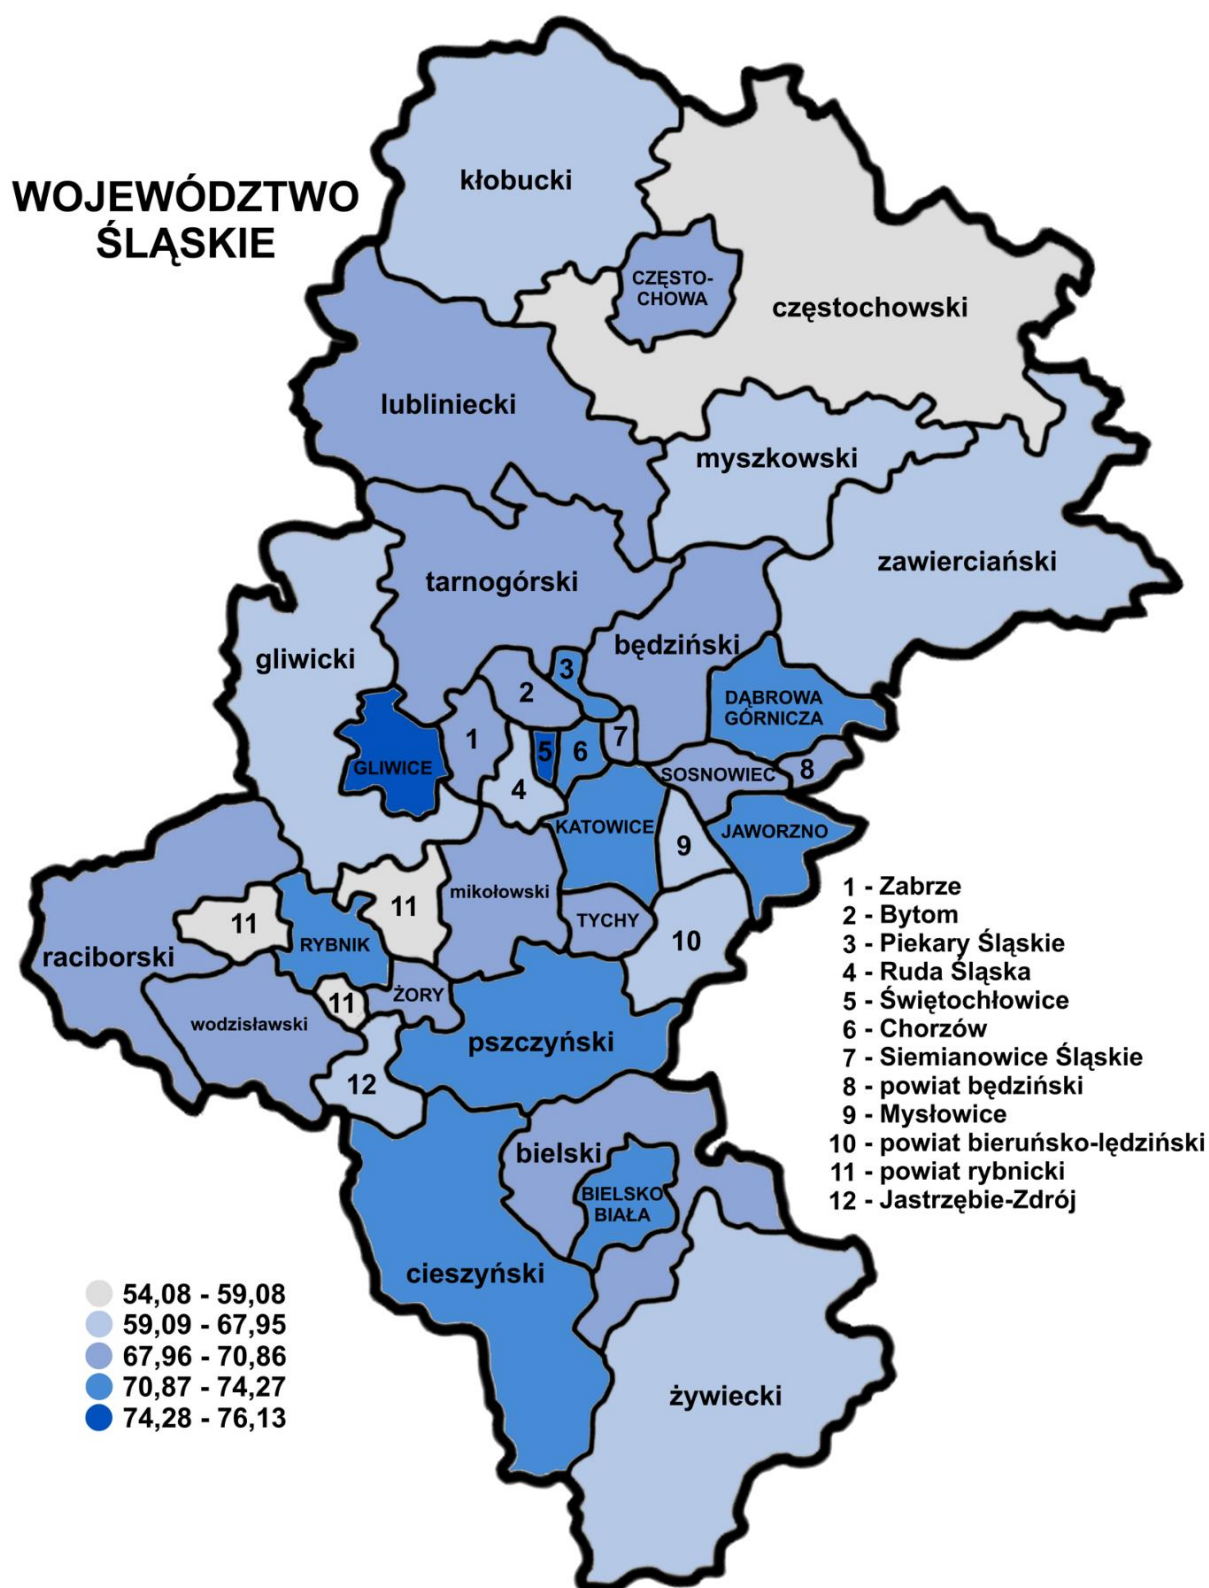 WOJEWÓDZTWO
ŚLĄSKIE
kłobucki
CZĘSTO-
CHOWA
częstochowski
lubliniecki
myszkowski
zawierciański
tarnogórski
będziński
gliwicki
3
2
DĄBROWA
GÓRNICZA
1
7
5
6
GLIWICE
SOSNOWIEC
8
4
KATOWICE
JAWORZNO
9
mikołowski
11
11
TYCHY
RYBNIK
10
raciborski
ŻORY
11
wodzisławski
pszczyński
12
bielski
BIELSKO
BIAŁA
cieszyński
żywiecki
1 - Zabrze
2 - Bytom
3 - Piekary Śląskie
4 - Ruda Śląska
5 - Świętochłowice
6 - Chorzów
7 - Siemianowice Śląskie
8 - powiat będziński
9 - Mysłowice
10 - powiat bieruńsko-lędziński
11 - powiat rybnicki
12 - Jastrzębie-Zdrój
54,08 - 59,08
59,09 - 67,95
67,96 - 70,86
70,87 - 74,27
74,28 - 76,13